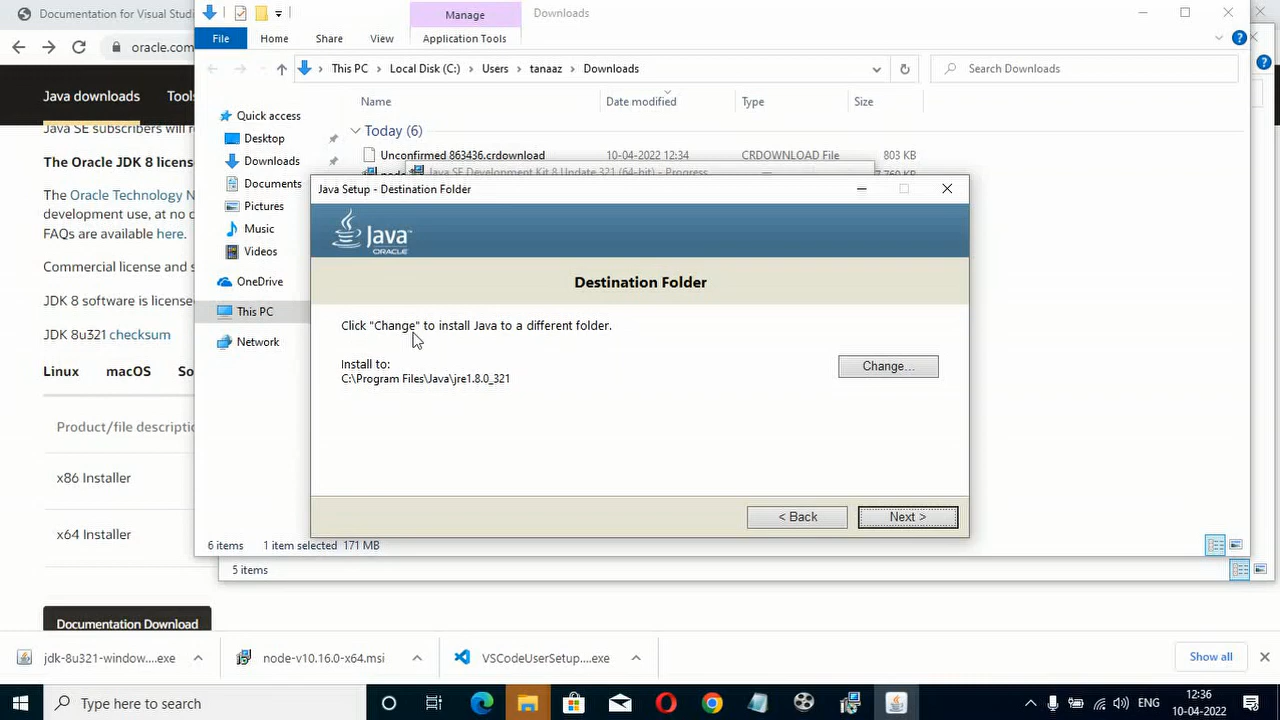 Documentation for Visual Studi
Manage
Downloads
File
Home
Share
View
Application Tools
oracle.com
This PC
Local Disk (C:)
Users
tanaaz
Downloads
Search Downloads
Java downloads
Tools
Name
Date modified
Type
Size
Quick access
Desktop
Downloads
Documents
Pictures
Music
Videos
OneDrive
This PC
Network
Today (6)
Unconfirmed 863436.crdownload
10-04-2022 12:34
CRDOWNLOAD File
803 KB
Java SE Development Kit 8 Update 321 (64-bit) - Progress
Java SE subscribers will re
The Oracle JDK 8 licens
The Oracle Technology N
development use, at no c
FAQs are available here.
Commercial license and s
JDK 8 software is license
JDK 8u321 checksum
Linux
macOS
So
Product/file descriptio
x86 Installer
x64 Installer
Documentation Download
Java Setup - Destination Folder
Java
ORACLE
Destination Folder
Click "Change" to install Java to a different folder.
Install to:
C:\Program Files\Java\jre1.8.0_321
Change...
< Back
Next >
6 items
1 item selected 171 MB
5 items
jdk-8u321-window....exe
node-v10.16.0-x64.msi
VSCodeUserSetup....exe
Show all
Type here to search
ENG
12:36
10-04-2022